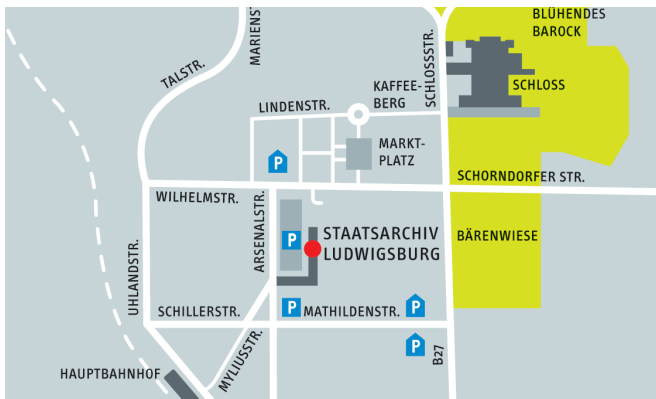 BLÜHENDES
BAROCK
MARIENST
TALSTR.
SCHLOSSSTR.
KAFFEE-
BERG
SCHLOSS
LINDENSTR.
MARKT-
PLATZ
P
SCHORNDORFER STR.
WILHELMSTR.
ARSENALSTR.
P
STAATSARCHIV
LUDWIGSBURG
BÄRENWIESE
UHLANDSTR.
SCHILLERSTR.
P
MATHILDENSTR.
P
P
B27
MYLIUSSTR.
HAUPTBAHNHOF